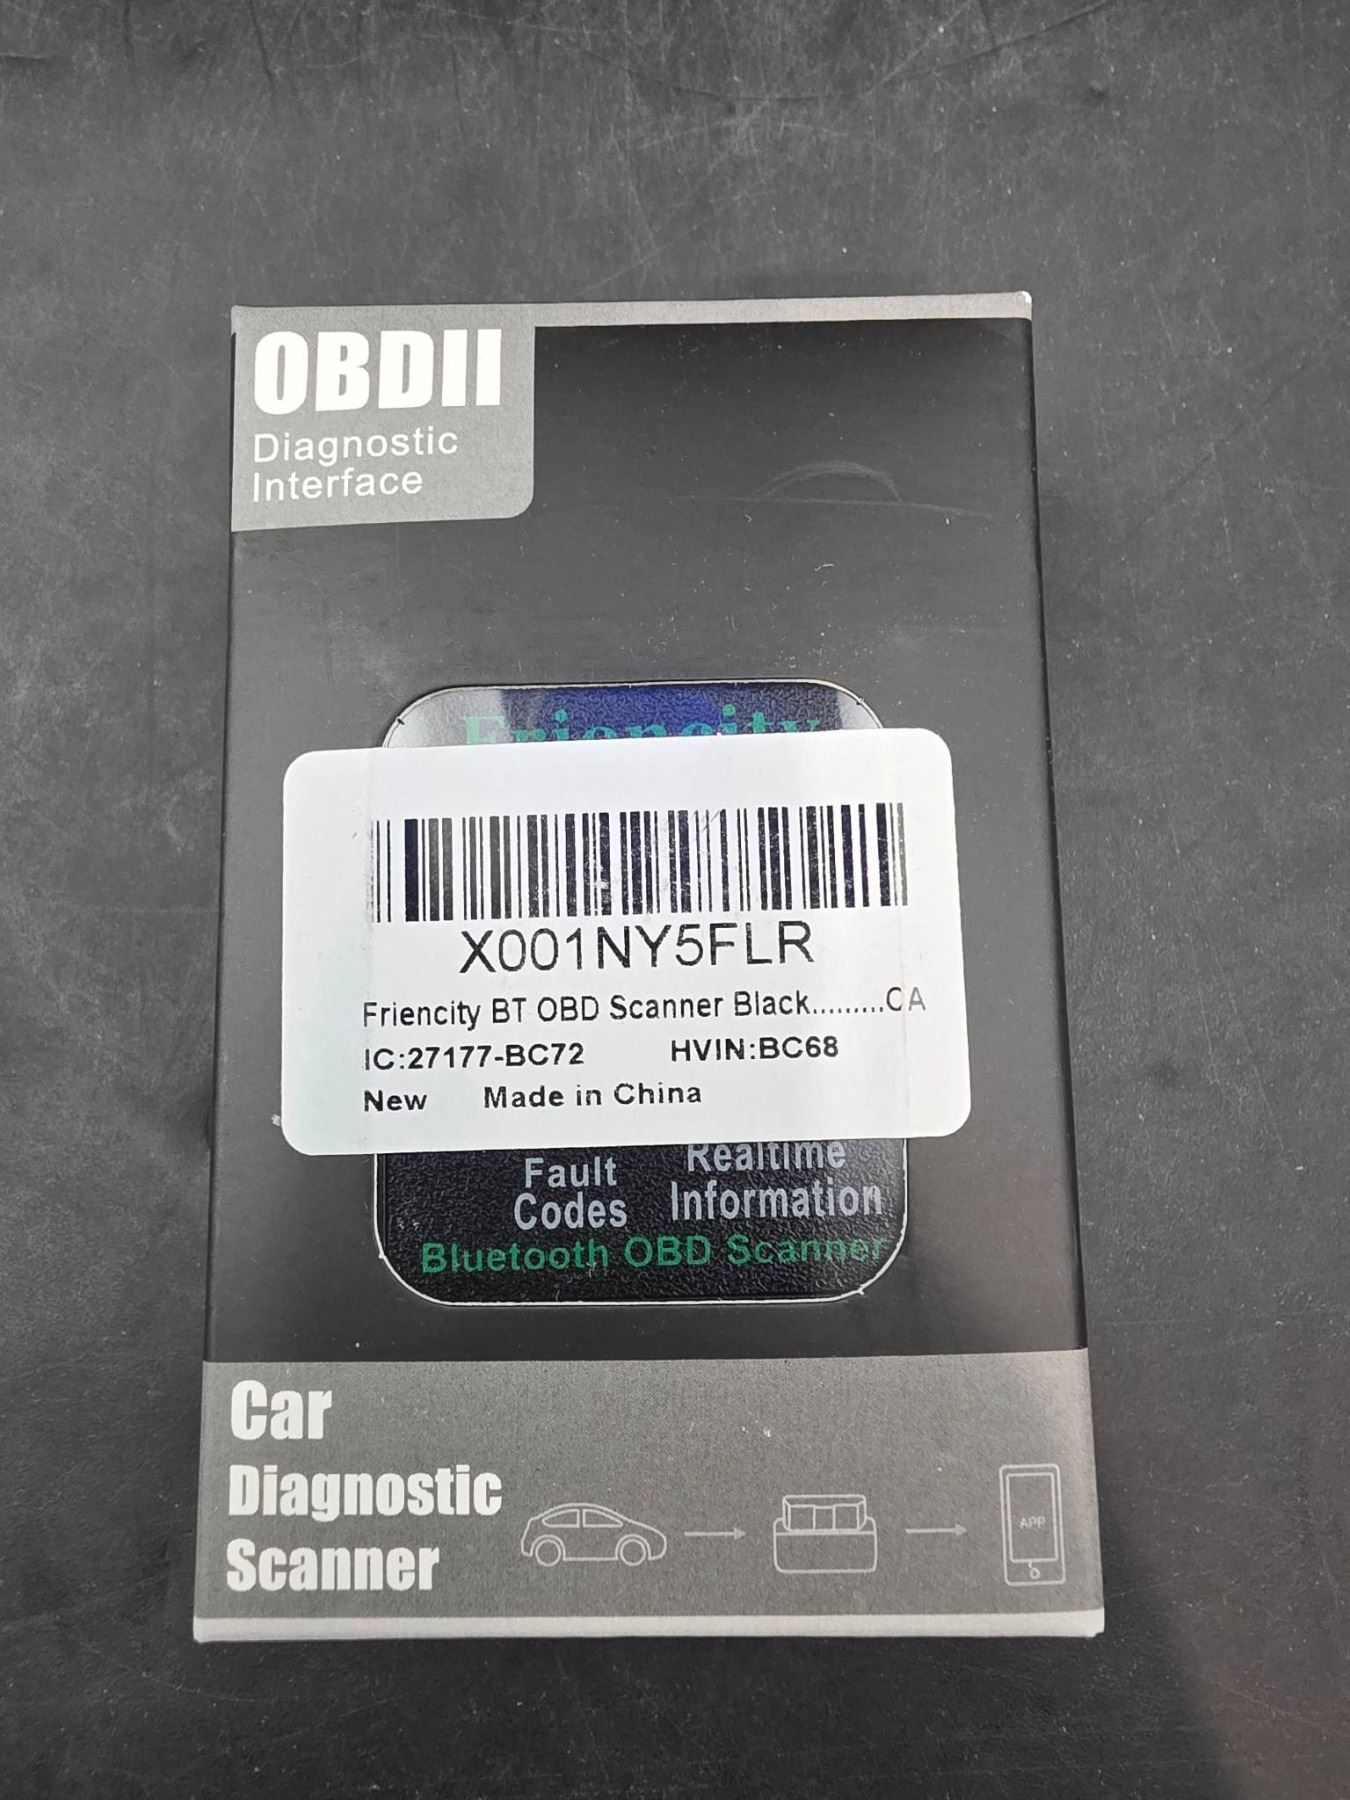 OBDII
Diagnostic
Interface
Friencity
X001NY5FLR
Friencity BT OBD Scanner Black.........CA
IC:27177-BC72 HVIN:BC68
New Made in China
Fault Codes
Realtime Information
Bluetooth OBD Scanner
Car
Diagnostic
Scanner
APP